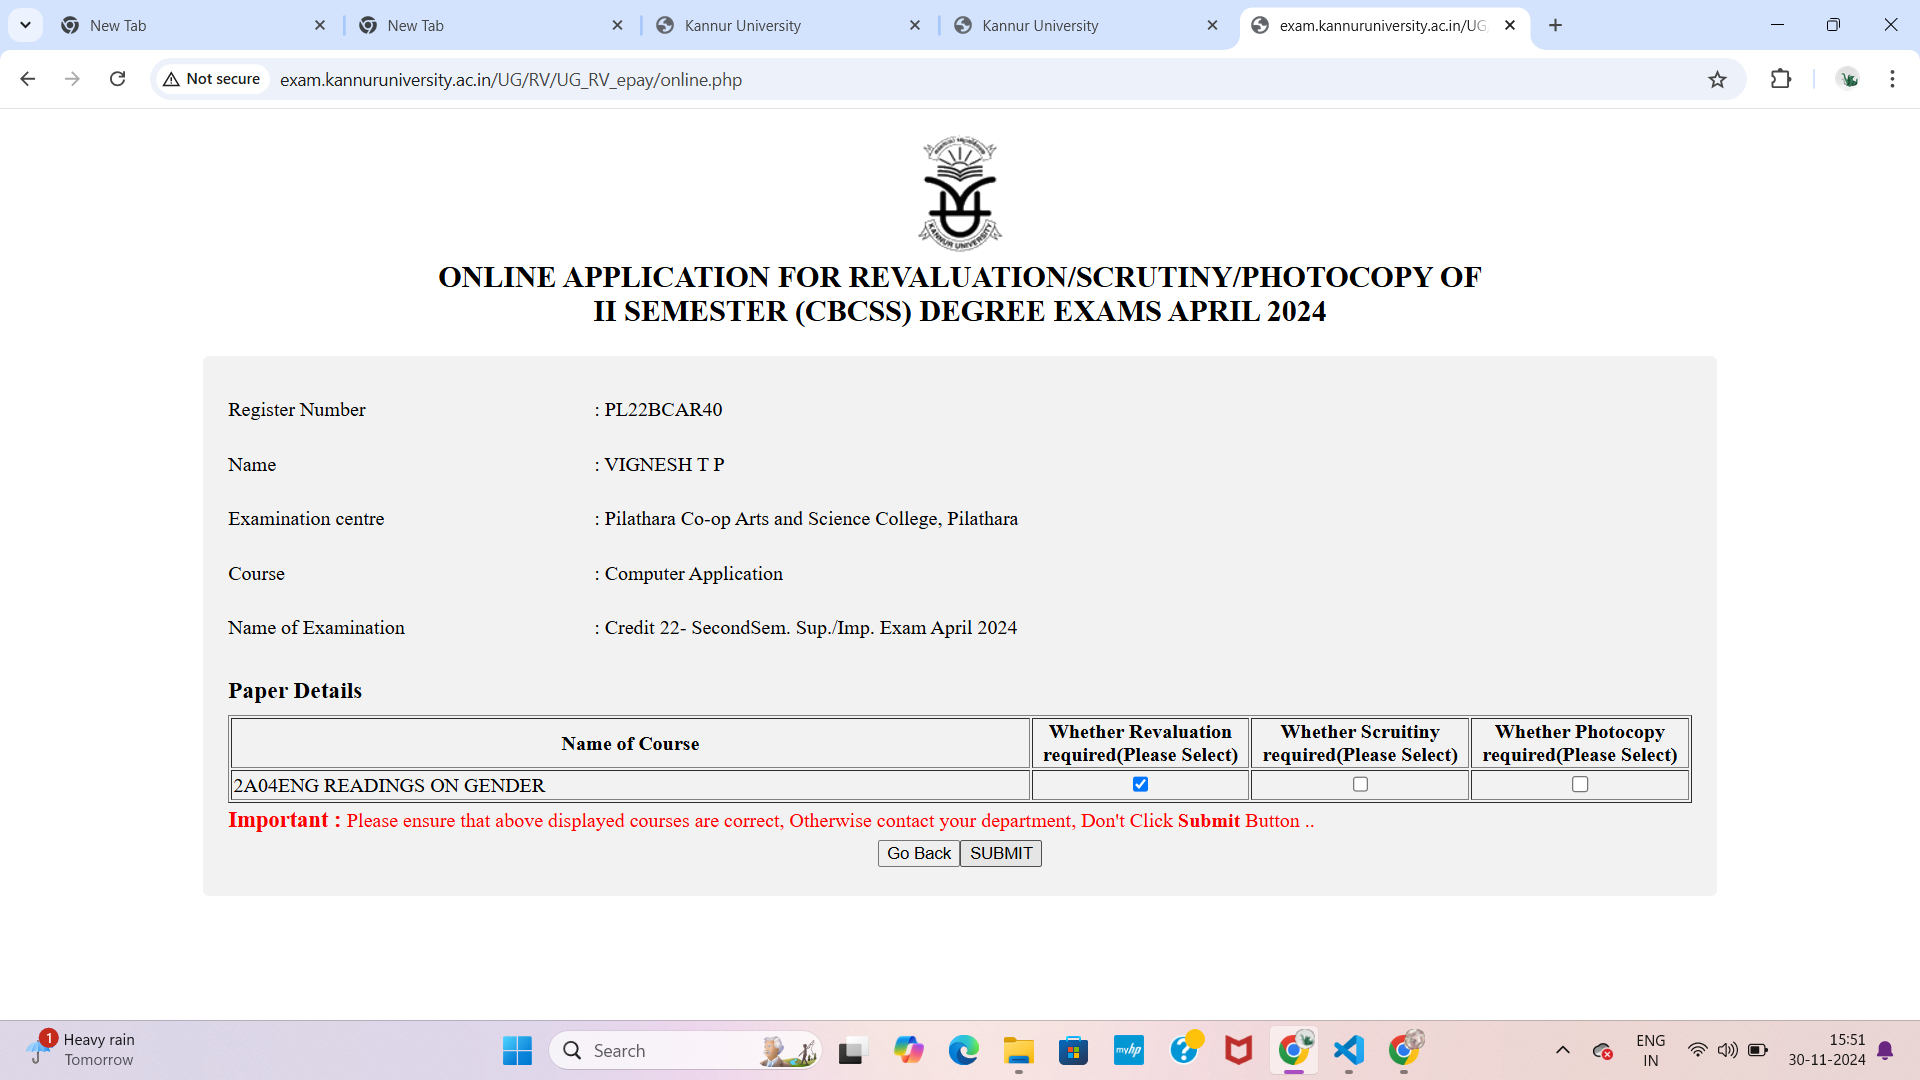 New Tab
New Tab
Kannur University
Kannur University
exam.kannuruniversity.ac.in/UG
Not secure
exam.kannuruniversity.ac.in/UG/RV/UG_RV_epay/online.php
KANNUR UNIVERSITY
ONLINE APPLICATION FOR REVALUATION/SCRUTINY/PHOTOCOPY OF
II SEMESTER (CBCSS) DEGREE EXAMS APRIL 2024
Register Number : PL22BCAR40
Name : VIGNESH T P
Examination centre : Pilathara Co-op Arts and Science College, Pilathara
Course : Computer Application
Name of Examination : Credit 22- SecondSem. Sup./Imp. Exam April 2024
Paper Details
Name of Course
Whether Revaluation
required(Please Select)
Whether Scruitiny
required(Please Select)
Whether Photocopy
required(Please Select)
2A04ENG READINGS ON GENDER
Important : Please ensure that above displayed courses are correct, Otherwise contact your department, Don't Click Submit Button ..
Go Back SUBMIT
1
Heavy rain
Tomorrow
Search
myhp
ENG
IN
15:51
30-11-2024